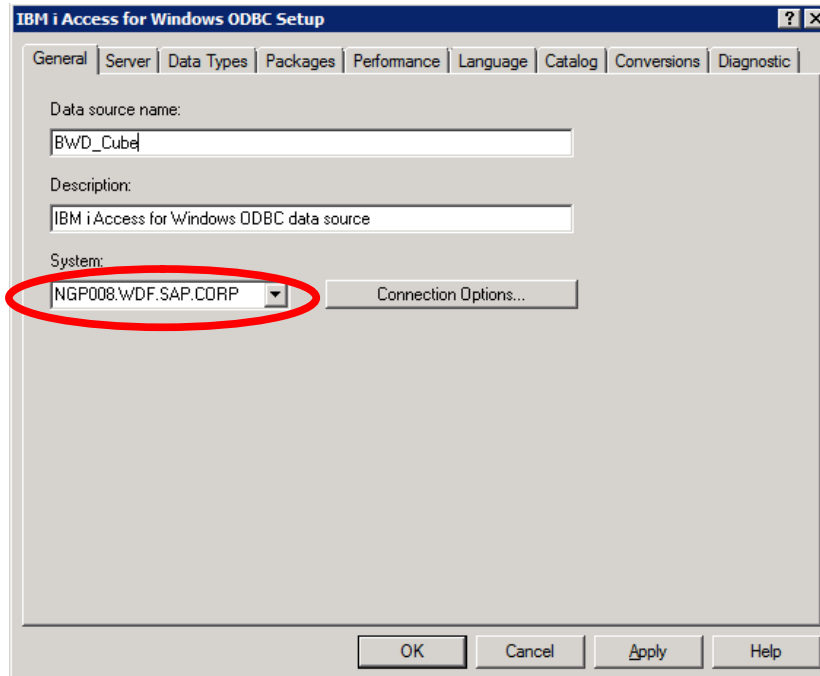 IBM i Access for Windows ODBC Setup
General Server Data Types Packages Performance Language Catalog Conversions Diagnostic
Data source name:
BWD_Cube
Description:
IBM i Access for Windows ODBC data source
System:
NGP008.WDF.SAP.CORP Connection Options...
OK Cancel Apply Help